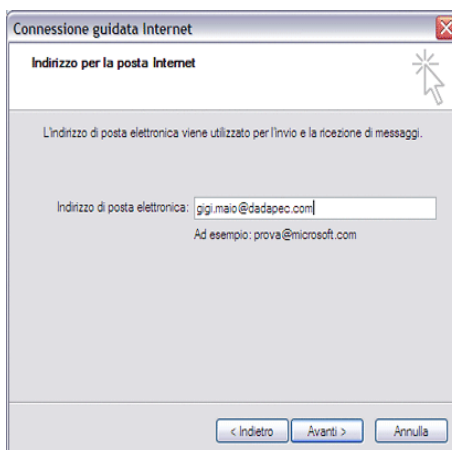 Connessione guidata Internet
Indirizzo per la posta Internet
L'indirizzo di posta elettronica viene utilizzato per l'invio e la ricezione di messaggi.
Indirizzo di posta elettronica: gigi.maio@dadapec.com
Ad esempio: prova@microsoft.com
< Indietro Avanti > Annulla